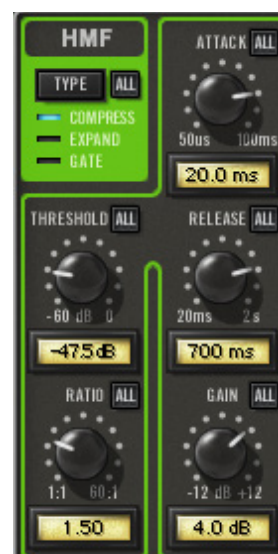 HMF
TYPE ALL
COMPRESS
EXPAND
GATE
ATTACK ALL
50us 100ms
20.0 ms
THRESHOLD ALL
-60 dB 0
-47.5 dB
RELEASE ALL
20ms 2s
700 ms
RATIO ALL
1:1 60:1
1.50
GAIN ALL
-12 dB +12
4.0 dB